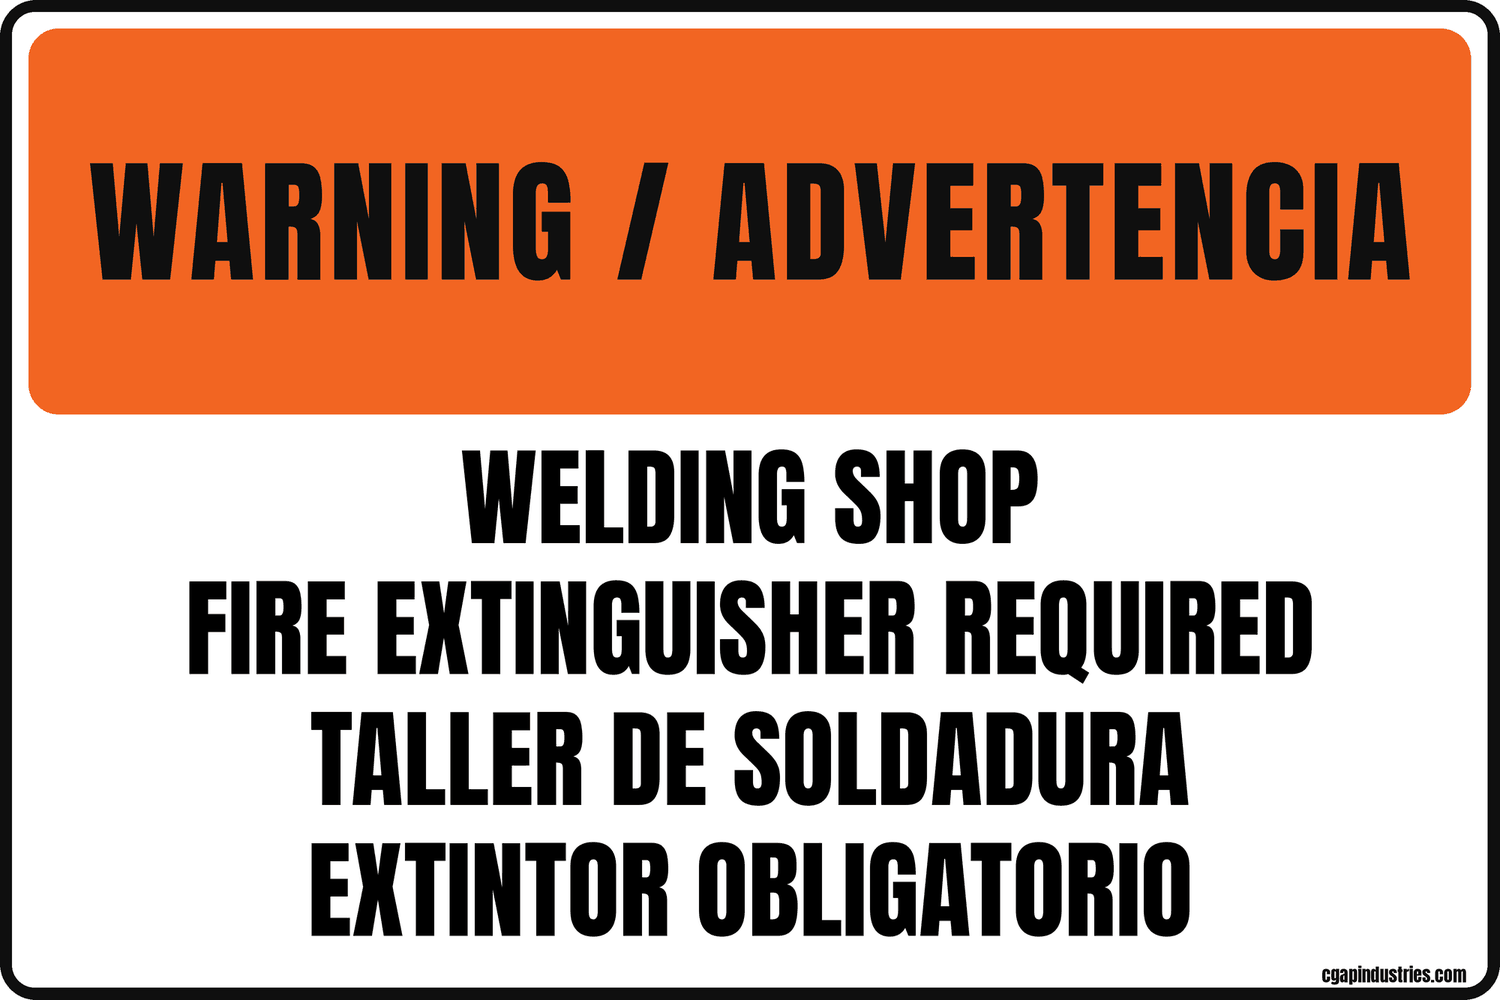 WARNING / ADVERTENCIA
WELDING SHOP
FIRE EXTINGUISHER REQUIRED
TALLER DE SOLDADURA
EXTINTOR OBLIGATORIO
cgapindustries.com